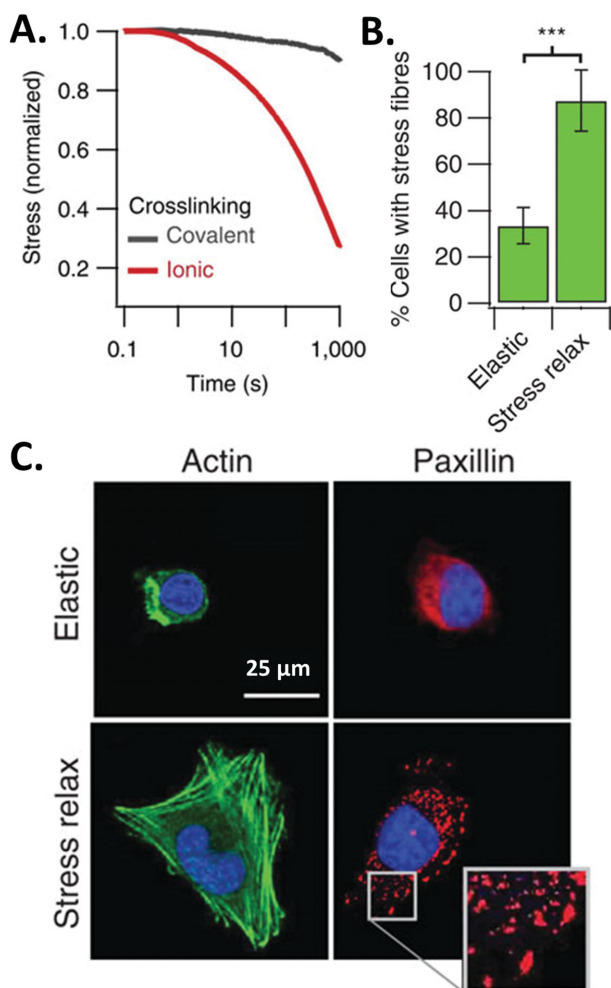 A.
Stress (normalized)
1.0
0.8
0.6
0.4
0.2
Crosslinking
Covalent
Ionic
0.1
10
1,000
Time (s)
B.
***
% Cells with stress fibres
100
80
60
40
20
0
Elastic
Stress relax
C.
Actin
Paxillin
Elastic
25 µm
Stress relax